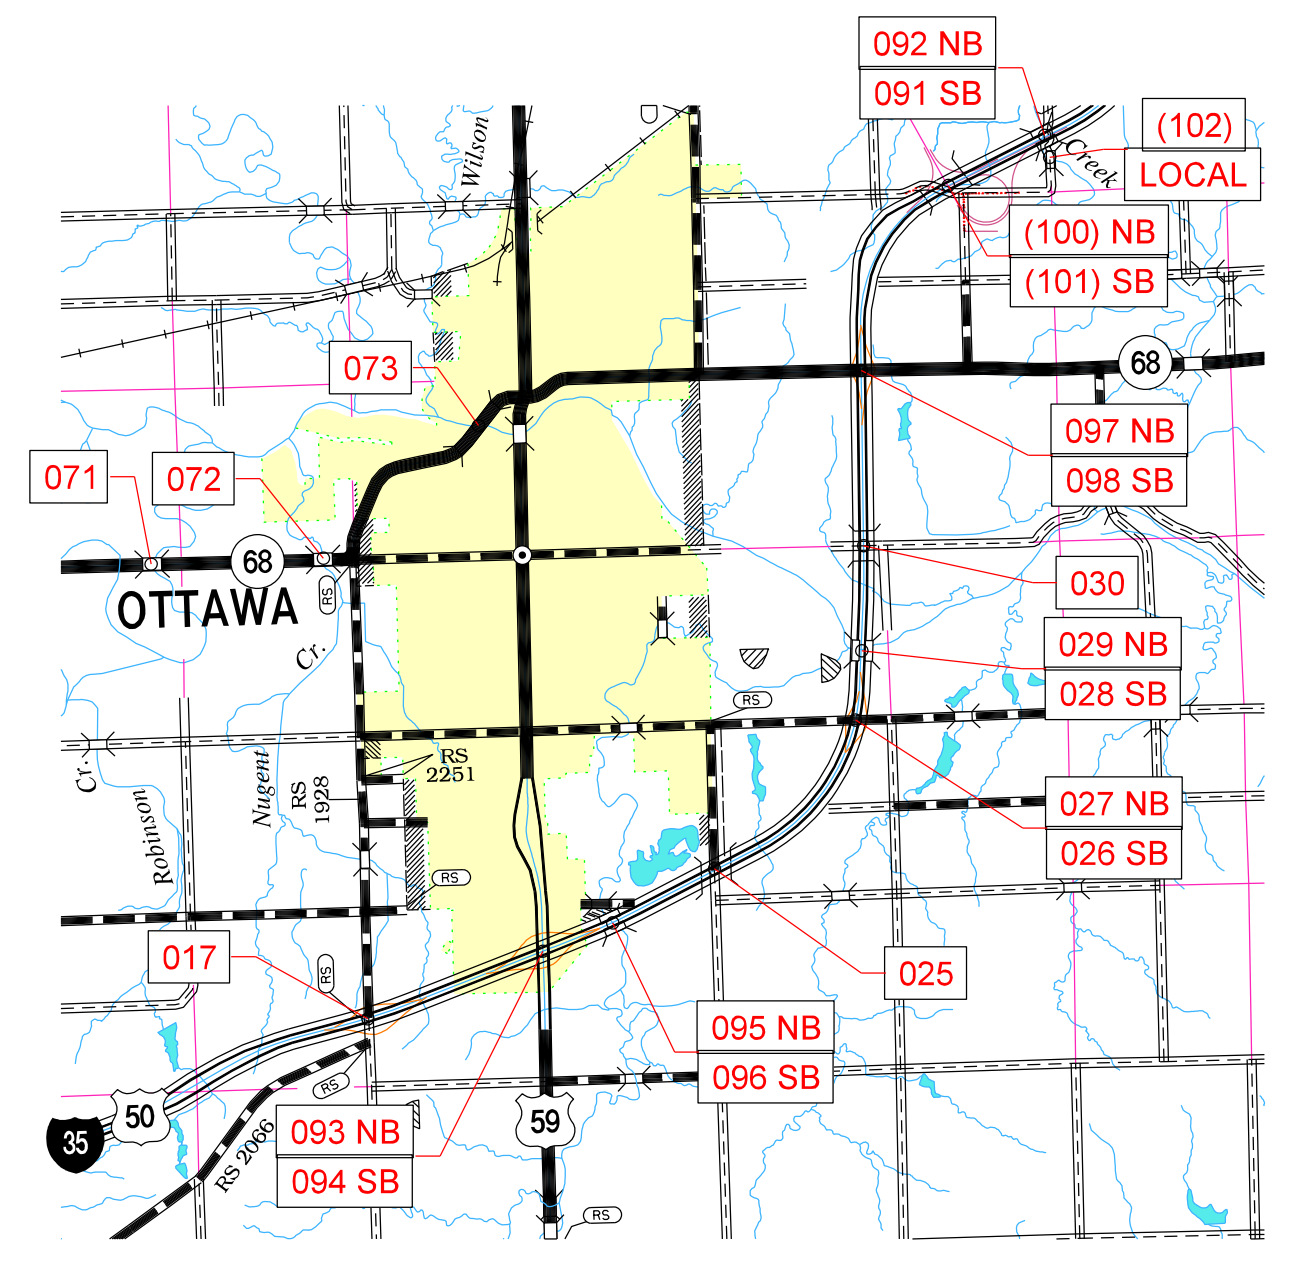 092 NB
091 SB
(102)
LOCAL
Wilson
Creek
(100) NB
(101) SB
073
68
097 NB
098 SB
071
072
68
OTTAWA
RS
030
Cr.
029 NB
028 SB
RS
Cr.
Robinson
Nugent
RS
1928
RS
2251
027 NB
026 SB
RS
017
RS
025
095 NB
096 SB
RS
50
35
59
093 NB
094 SB
RS 2066
RS